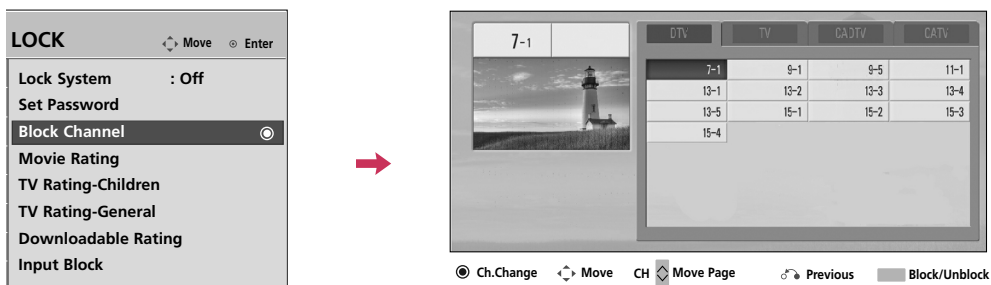 LOCK
Move Enter
Lock System : Off
Set Password
Block Channel
Movie Rating
TV Rating-Children
TV Rating-General
Downloadable Rating
Input Block
7-1
DTV TV CADTV CATV
7-1 9-1 9-5 11-1
13-1 13-2 13-3 13-4
13-5 15-1 15-2 15-3
15-4
Ch.Change Move CH Move Page Previous Block/Unblock